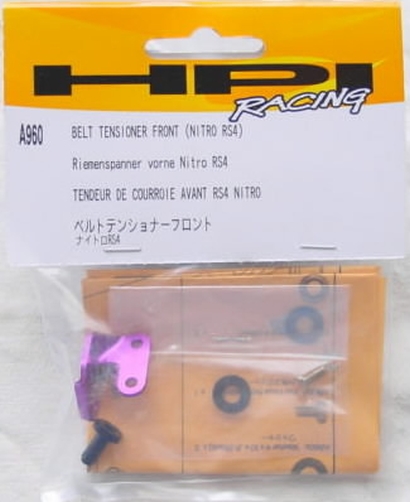 HPI
RACING
A960
BELT TENSIONER FRONT (NITRO RS4)
Riemenspanner vorne Nitro RS4
TENDEUR DE COURROIE AVANT RS4 NITRO
ベルトテンショナーフロント
ナイトロRS4